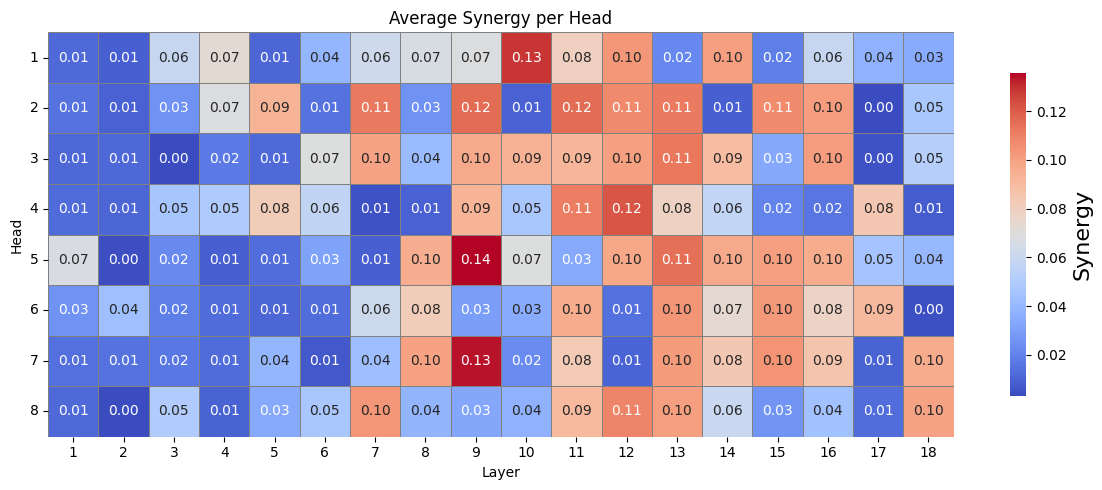 Average Synergy per Head
1 0.01 0.01 0.06 0.07 0.01 0.04 0.06 0.07 0.07 0.13 0.08 0.10 0.02 0.10 0.02 0.06 0.04 0.03
2 0.01 0.01 0.03 0.07 0.09 0.01 0.11 0.03 0.12 0.01 0.12 0.11 0.11 0.01 0.11 0.10 0.00 0.05
3 0.01 0.01 0.00 0.02 0.01 0.07 0.10 0.04 0.10 0.09 0.09 0.10 0.11 0.09 0.03 0.10 0.00 0.05
4 0.01 0.01 0.05 0.05 0.08 0.06 0.01 0.01 0.09 0.05 0.11 0.12 0.08 0.06 0.02 0.02 0.08 0.01
5 0.07 0.00 0.02 0.01 0.01 0.03 0.01 0.10 0.14 0.07 0.03 0.10 0.11 0.10 0.10 0.10 0.05 0.04
6 0.03 0.04 0.02 0.01 0.01 0.01 0.06 0.08 0.03 0.03 0.10 0.01 0.10 0.07 0.10 0.08 0.09 0.00
7 0.01 0.01 0.02 0.01 0.04 0.01 0.04 0.10 0.13 0.02 0.08 0.01 0.10 0.08 0.10 0.09 0.01 0.10
8 0.01 0.00 0.05 0.01 0.03 0.05 0.10 0.04 0.03 0.04 0.09 0.11 0.10 0.06 0.03 0.04 0.01 0.10
1 2 3 4 5 6 7 8 9 10 11 12 13 14 15 16 17 18
Layer
Head
0.12
0.10
0.08
0.06
0.04
0.02
Synergy